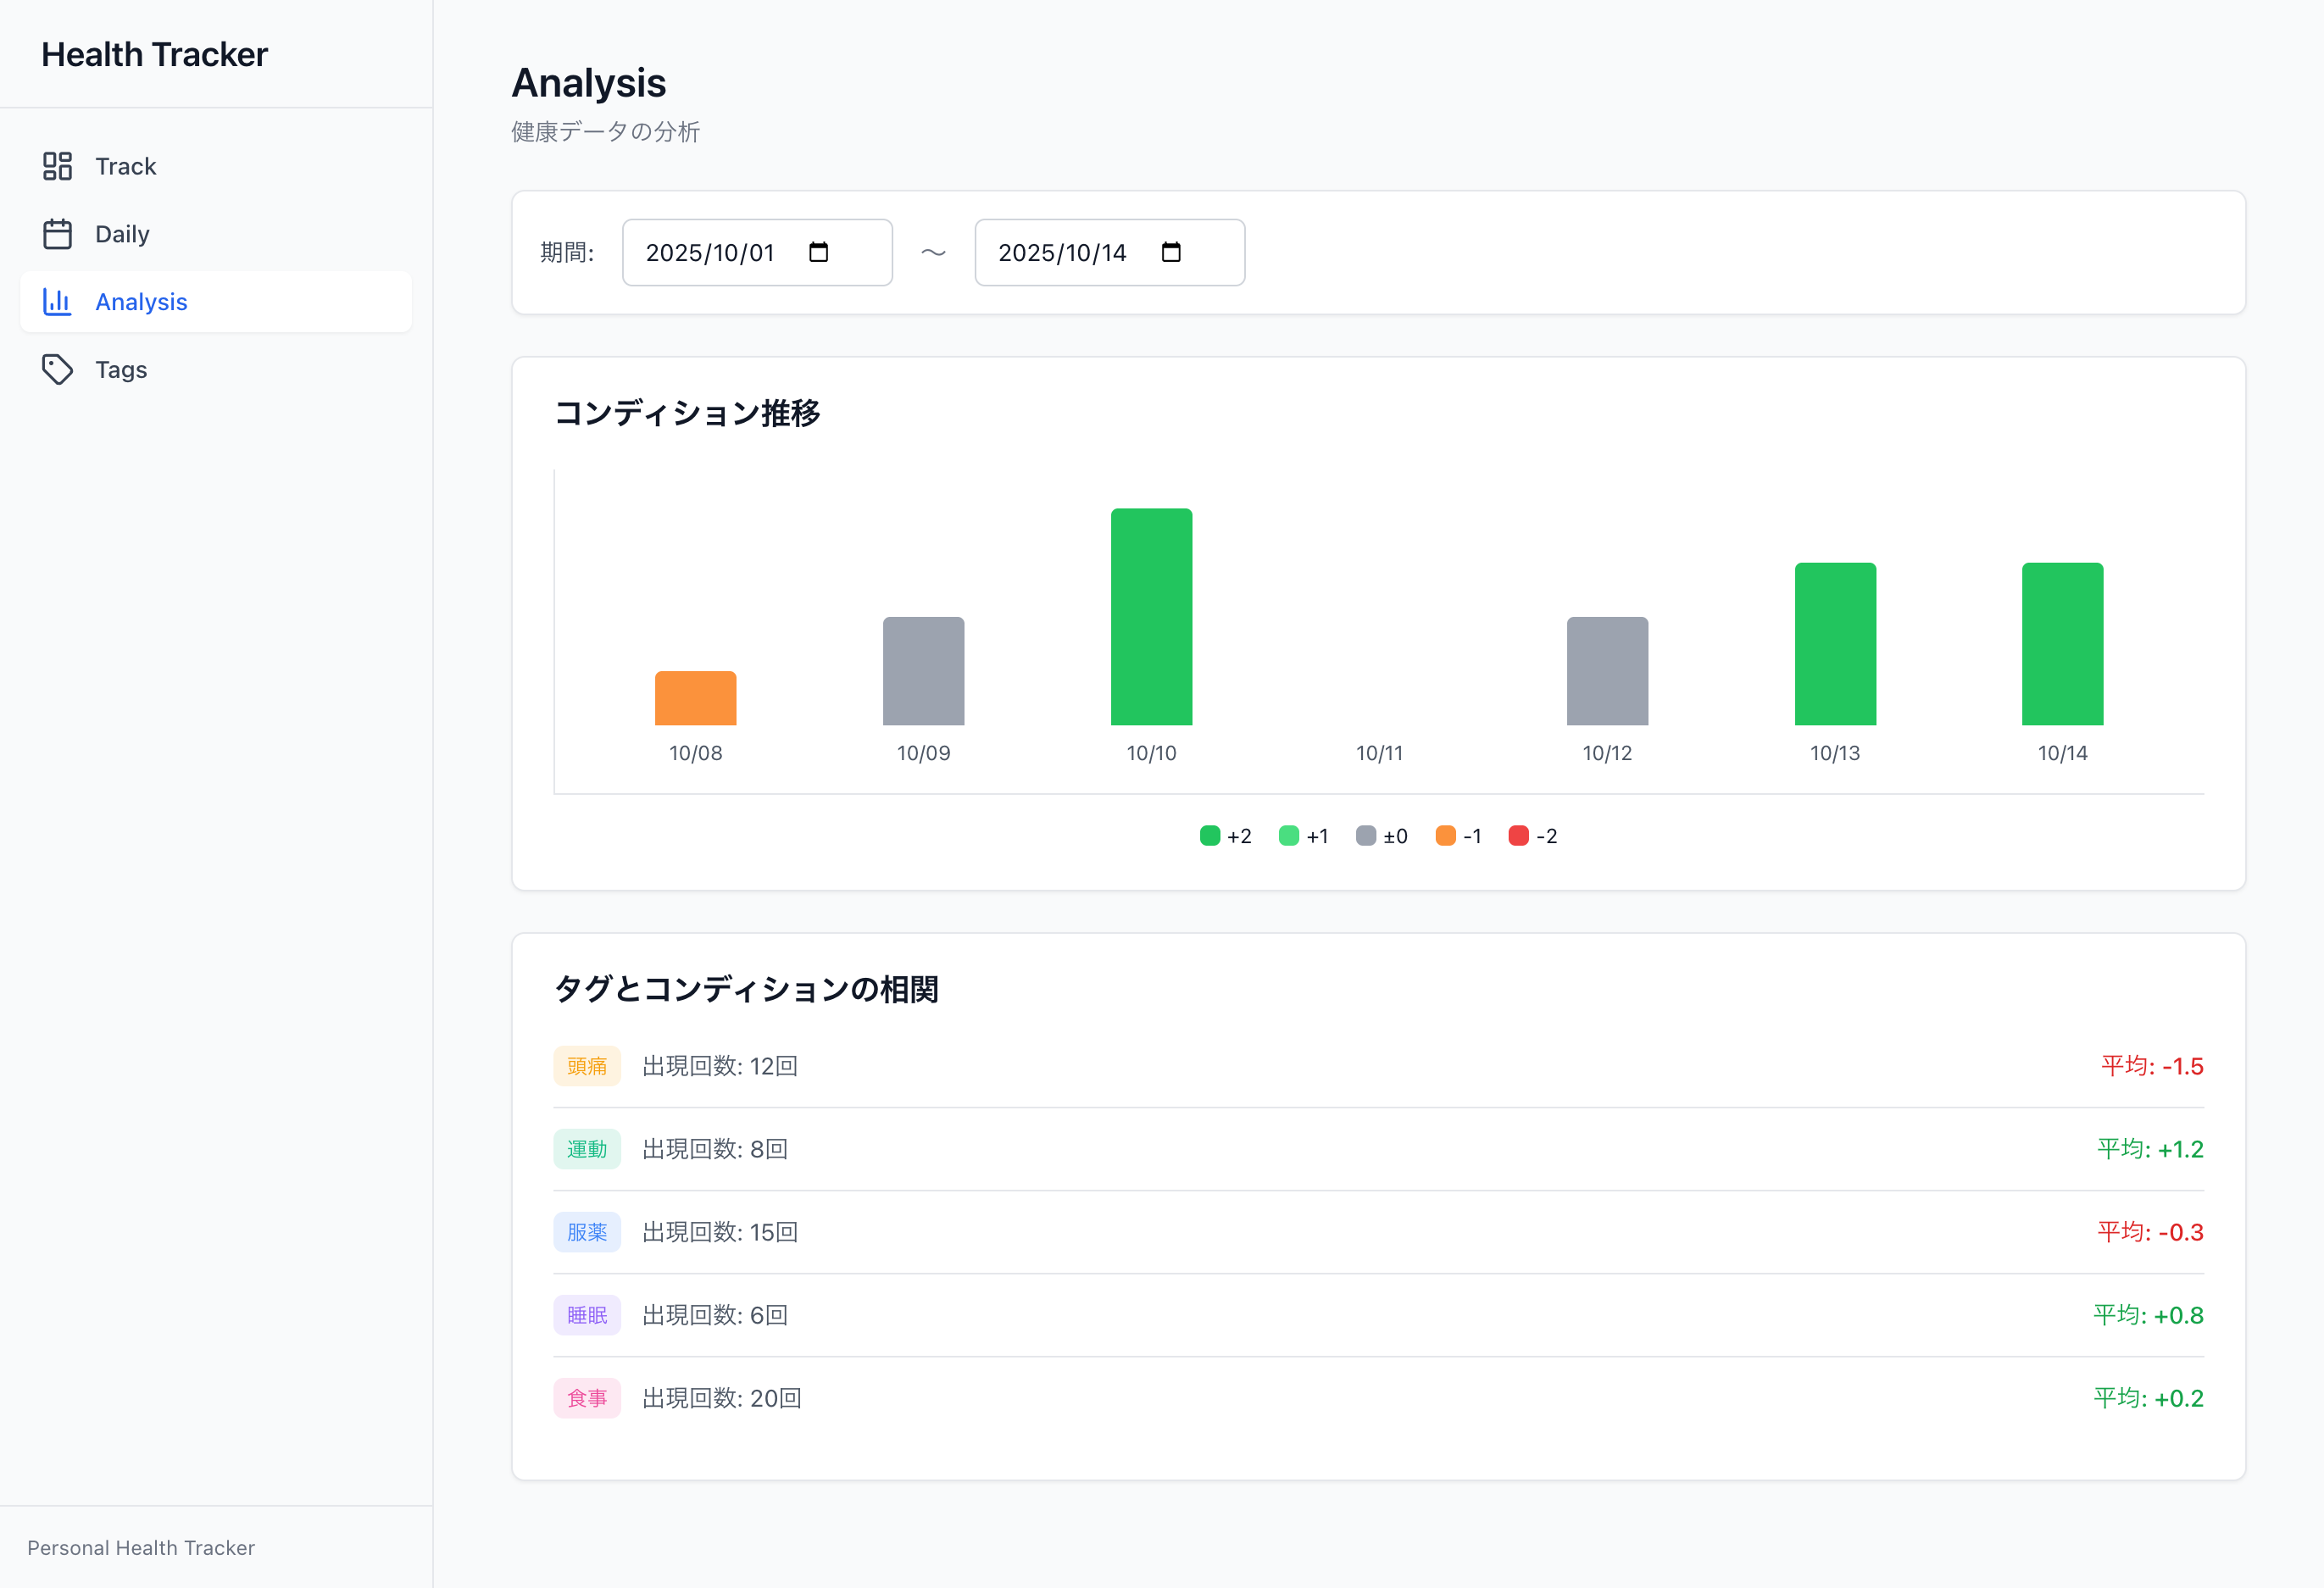 Health Tracker
Track
Daily
Analysis
Tags
Personal Health Tracker
Analysis
健康データの分析
期間: 2025/10/01 〜 2025/10/14
コンディション推移
10/08 10/09 10/10 10/11 10/12 10/13 10/14
+2 +1 ±0 -1 -2
タグとコンディションの相関
頭痛 出現回数: 12回 平均: -1.5
運動 出現回数: 8回 平均: +1.2
服薬 出現回数: 15回 平均: -0.3
睡眠 出現回数: 6回 平均: +0.8
食事 出現回数: 20回 平均: +0.2